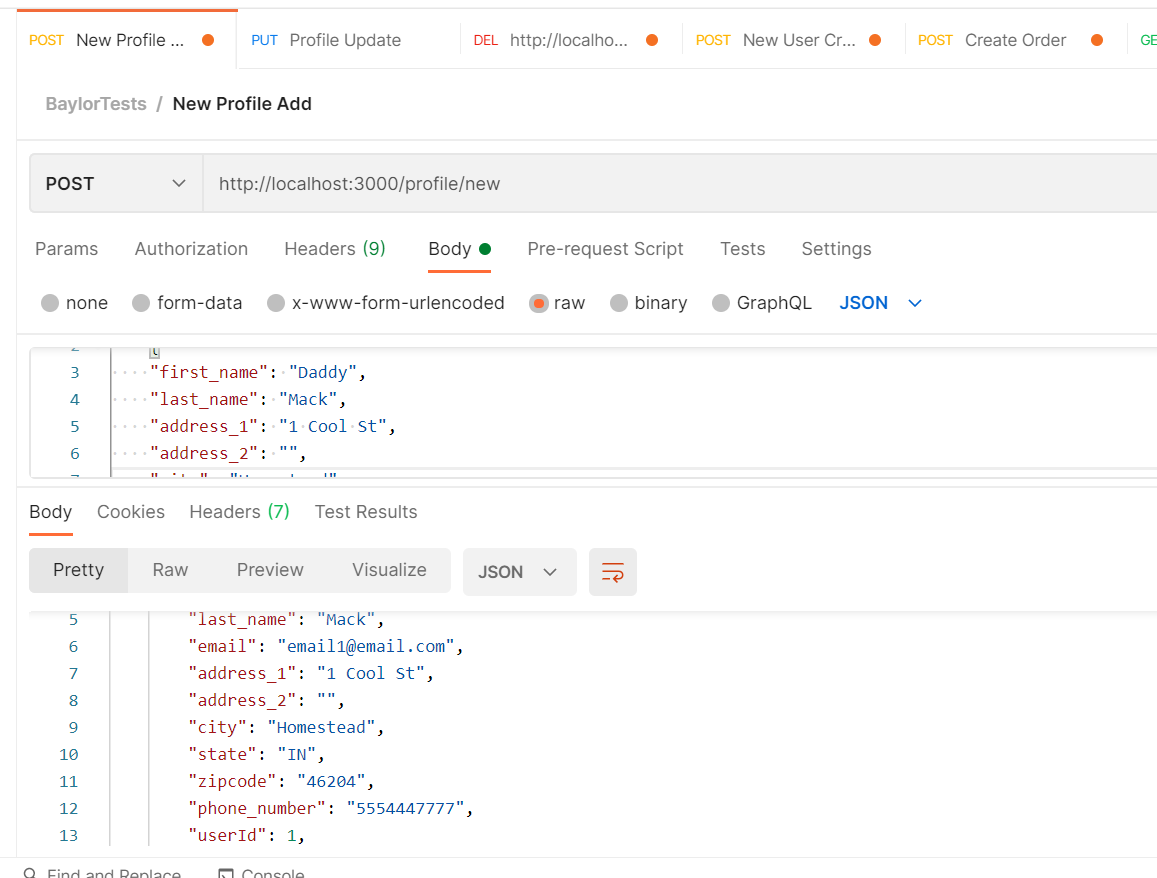 POST New Profile ... PUT Profile Update DEL http://localho... POST New User Cr... POST Create Order GE
BaylorTests / New Profile Add
POST http://localhost:3000/profile/new
Params Authorization Headers (9) Body Pre-request Script Tests Settings
none form-data x-www-form-urlencoded raw binary GraphQL JSON
2 {
3 "first_name": "Daddy",
4 "last_name": "Mack",
5 "address_1": "1 Cool St",
6 "address_2": "",
Body Cookies Headers (7) Test Results
Pretty Raw Preview Visualize JSON
5 "last_name": "Mack",
6 "email": "email1@email.com",
7 "address_1": "1 Cool St",
8 "address_2": "",
9 "city": "Homestead",
10 "state": "IN",
11 "zipcode": "46204",
12 "phone_number": "5554447777",
13 "userId": 1,
Find and Replace Console